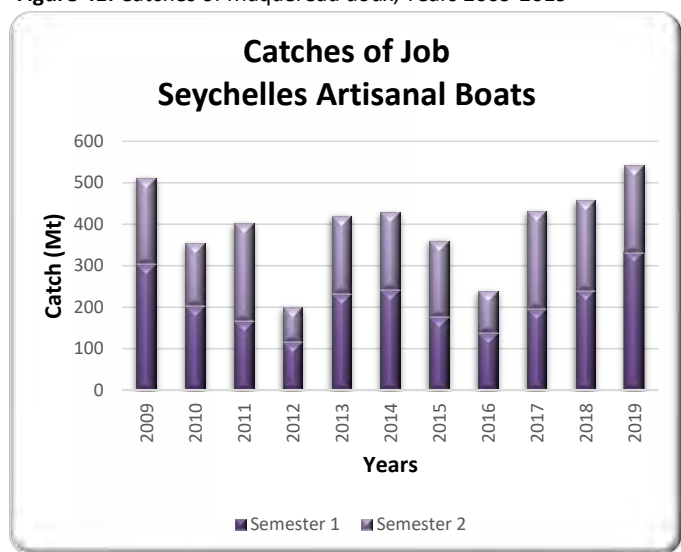 Figure Catches of maquereau doux, Years 2009-2019
Catches of Job
Seychelles Artisanal Boats
Catch (Mt)
600
500
400
300
200
100
0
2009 2010 2011 2012 2013 2014 2015 2016 2017 2018 2019
Years
Semester 1 Semester 2